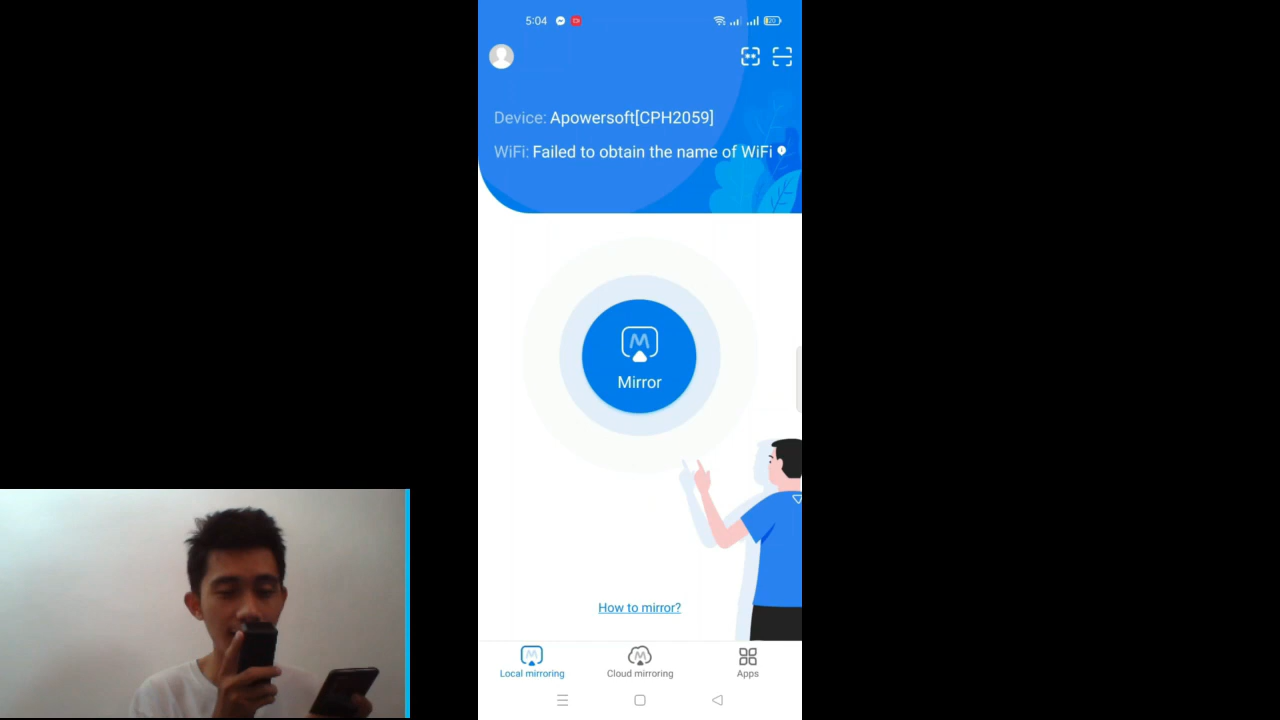 5:04
20
Device: Apowersoft[CPH2059]
WiFi: Failed to obtain the name of WiFi
M
Mirror
How to mirror?
M
M
Local mirroring
Cloud mirroring
Apps